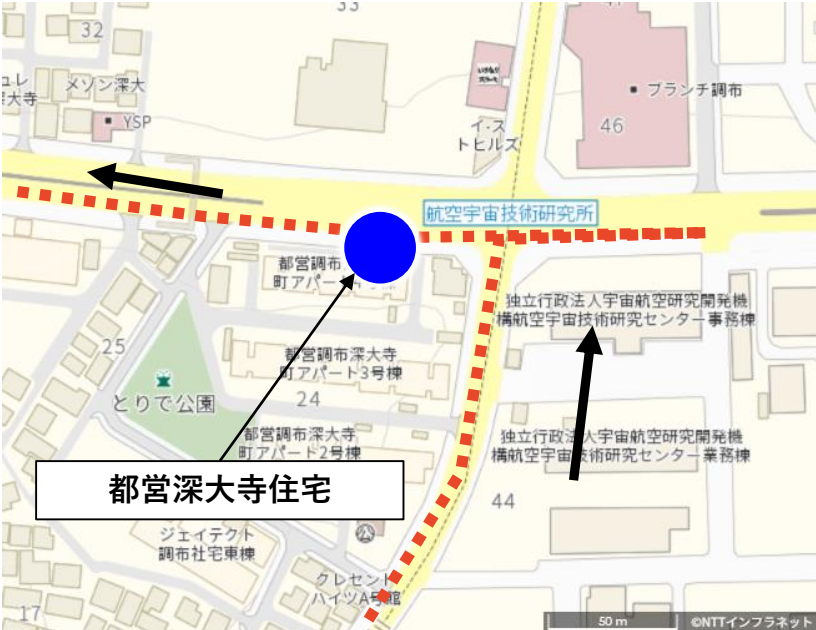 33
32
メゾン深大
YSP
イ·ス
トヒルズ
ブランチ調布
46
航空宇宙技術研究所
都営調布
町アパー
独立行政法人宇宙航空研究開発機
構航空宇宙技術研究センター事務棟
25
都営調布深大寺
町アパート3号棟
とりで公園
24
都営調布深大寺
町アパート2号棟
独立行政法人宇宙航空研究開発機
構航空宇宙技術研究センター業務棟
都営深大寺住宅
44
ジェイテクト
調布社宅東棟
公
クレセント
ハイツA号館
17
50 m
©NTTインフラネット